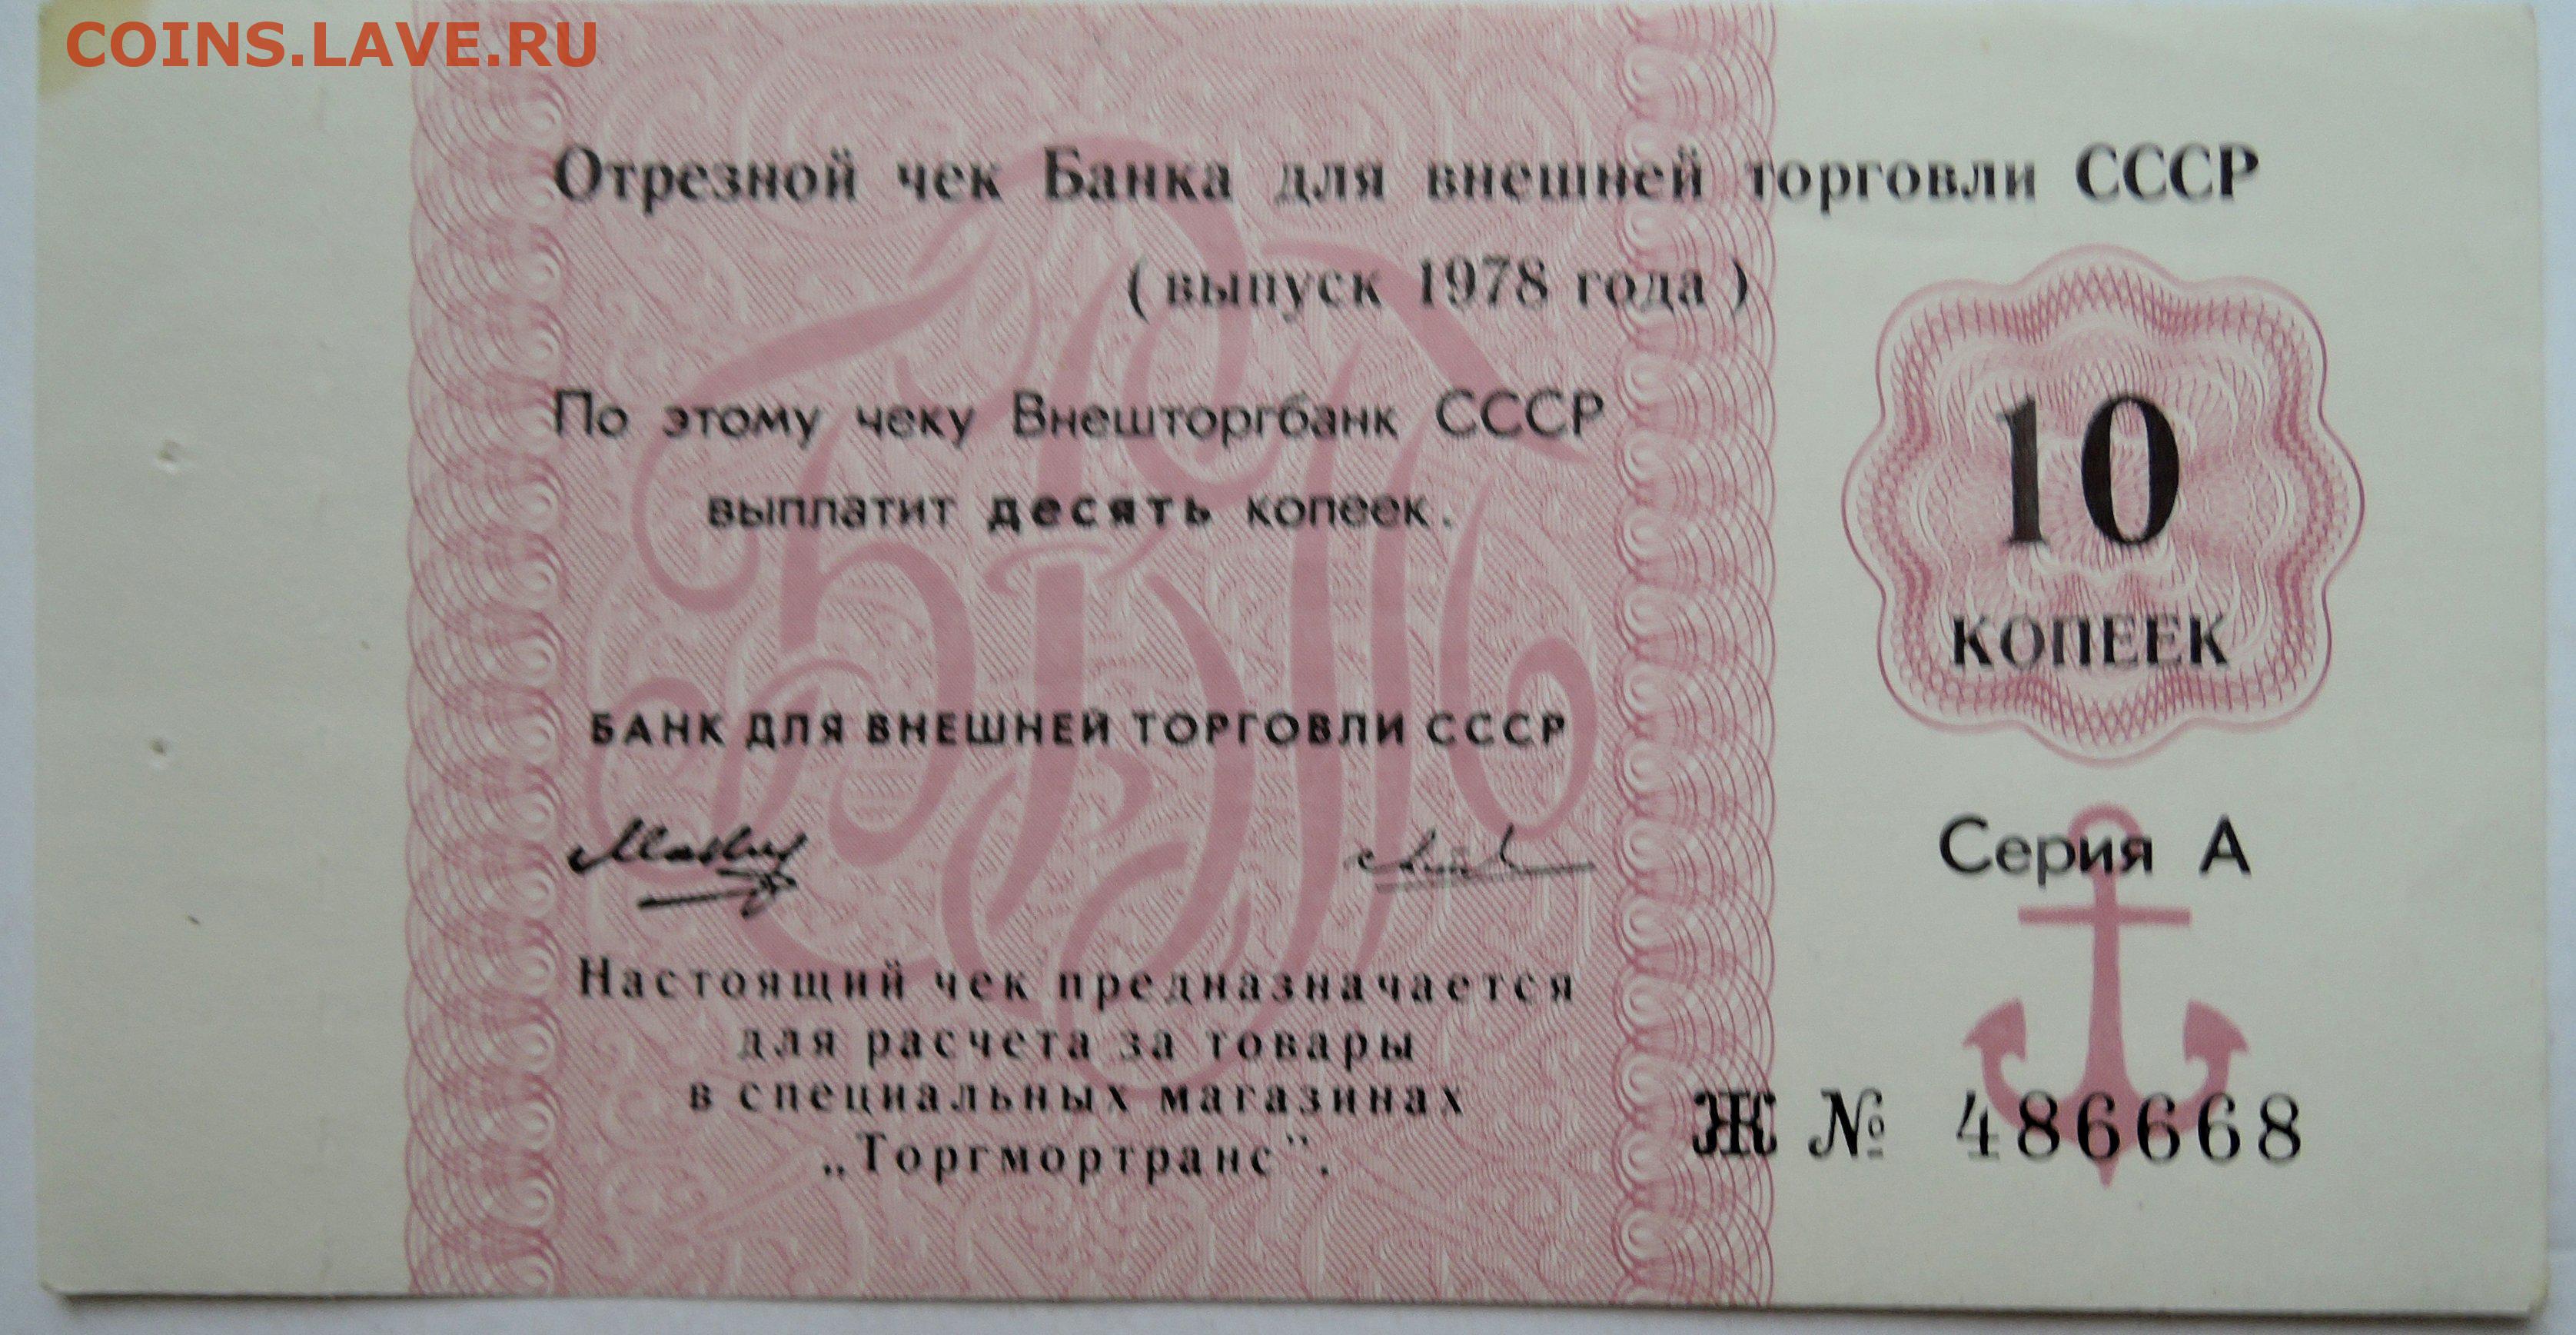 COINS.LAVE.RU
Отрезной чек Банка для внешней торговли СССР
( выпуск 1978 года )
По этому чеку Внешторгбанк СССР
выплатит десять копеек.
10
КОПЕЕК
БАНК ДЛЯ ВНЕШНЕЙ ТОРГОВЛИ СССР
Серия А
Настоящий чек предназначается
для расчета за товары
в специальных магазинах
„Торгмортранс".
Ж № 486668